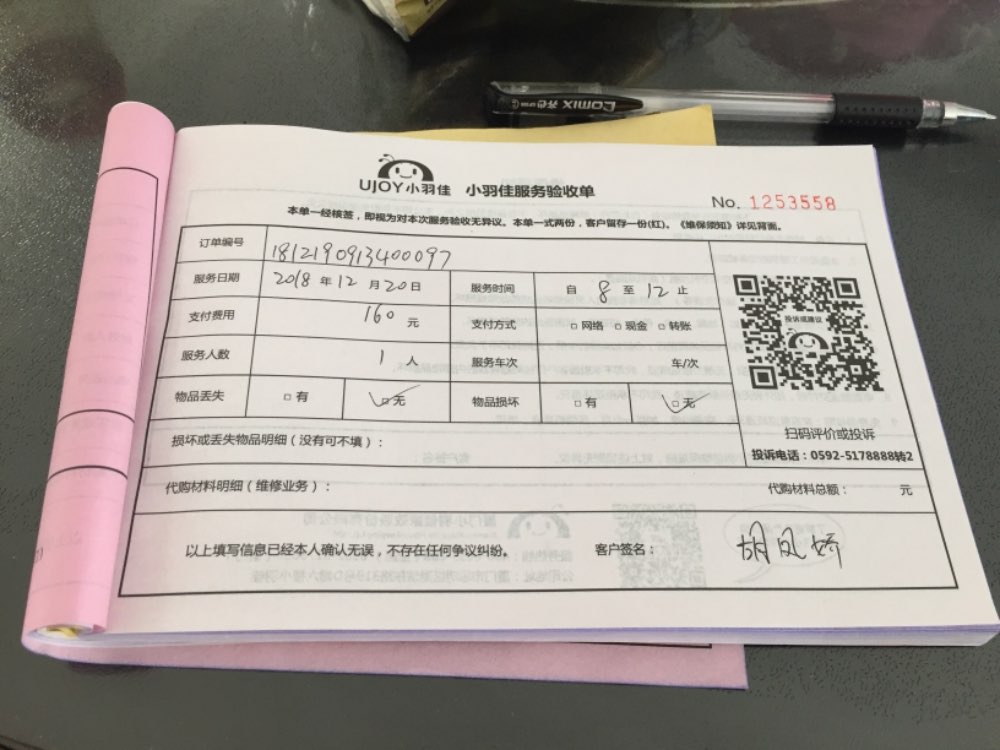 Comix 齐心
UJOY小羽佳 小羽佳服务验收单
No. 1253558
本单一经核签，即视为对本次服务验收无异议。本单一式两份，客户留存一份(红)。《维保须知》详见背面。
订单编号 181219091340097
服务日期 2018 年 12 月 20 日 服务时间 自 8 至 12 止
支付费用 160 元 支付方式 □网络 □现金 □转账
服务人数 1 人 服务车次 车/次
物品丢失 □有 □无 物品损坏 □有 □无
投诉或建议
扫码评价或投诉
投诉电话：0592-5178888转2
损坏或丢失物品明细（没有可不填）：
代购材料明细（维修业务）： 代购材料总额： 元
以上填写信息已经本人确认无误，不存在任何争议纠纷。 客户签名： 胡凤娇